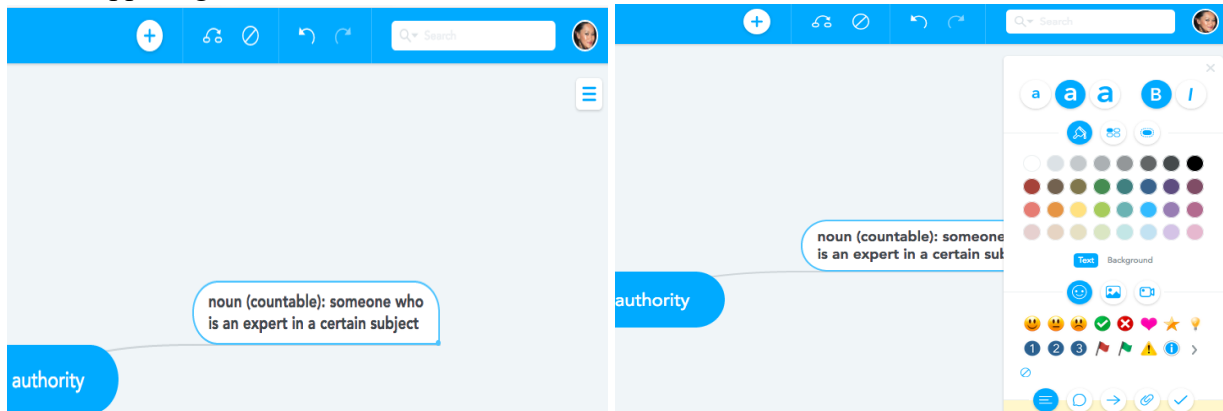 Search
noun (countable): someone who
is an expert in a certain subject
authority
Search
a a a B I
noun (countable): someone
is an expert in a certain sub
authority
Text Background
1 2 3